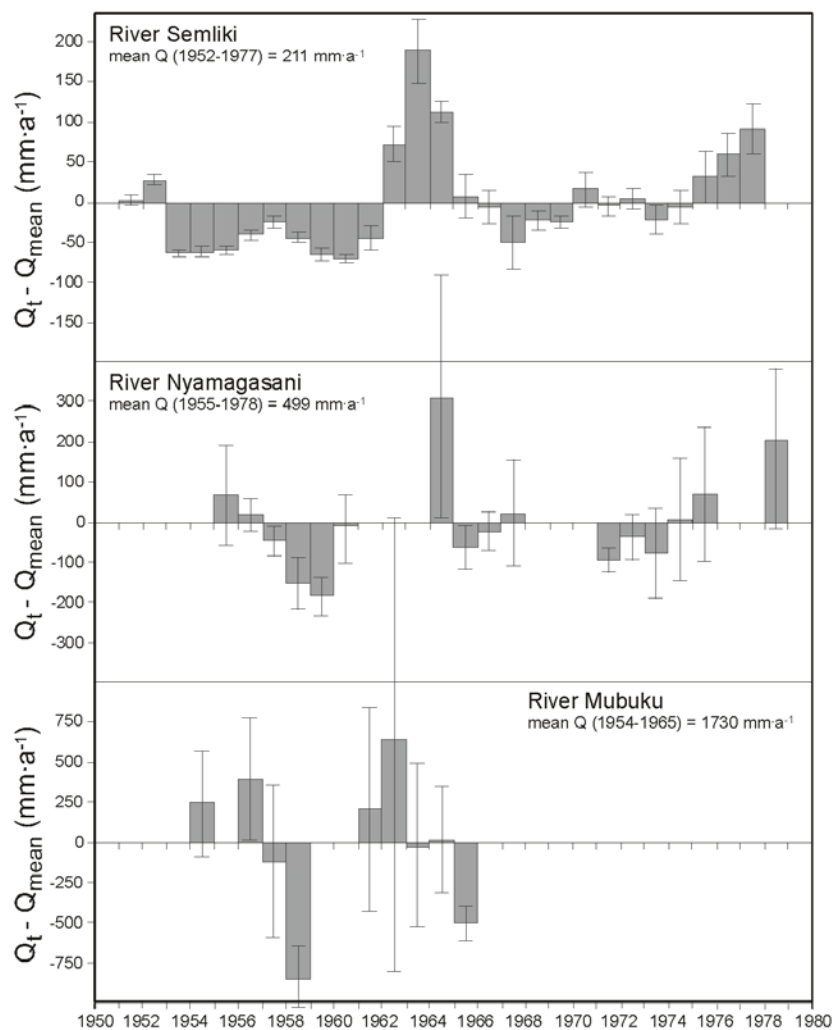 River Semliki
mean Q (1952-1977) = 211 mm·a⁻¹
200
150
100
50
0
-50
-100
-150
Qt - Qmean (mm·a⁻¹)
River Nyamagasani
mean Q (1955-1978) = 499 mm·a⁻¹
300
200
100
0
-100
-200
-300
Qt - Qmean (mm·a⁻¹)
River Mubuku
mean Q (1954-1965) = 1730 mm·a⁻¹
750
500
250
0
-250
-500
-750
Qt - Qmean (mm·a⁻¹)
1950 1952 1954 1956 1958 1960 1962 1964 1966 1968 1970 1972 1974 1976 1978 1980